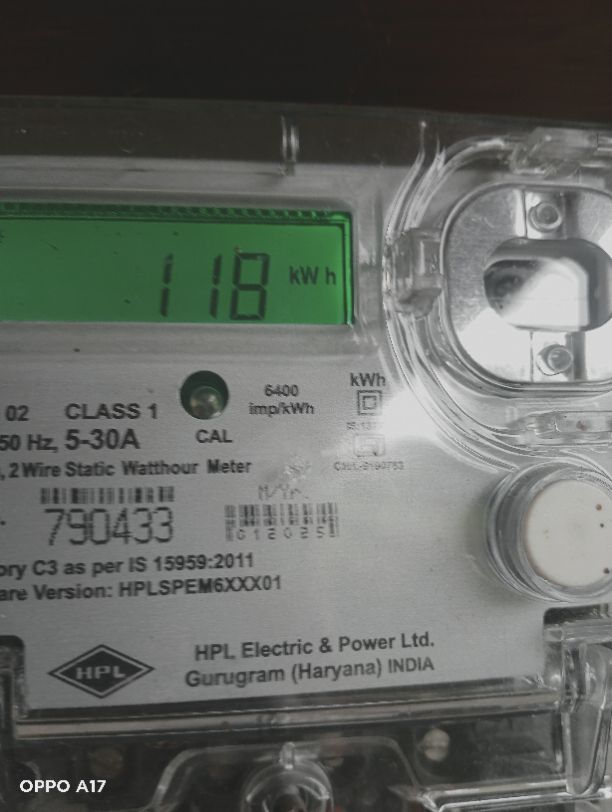 118 kWh
6400
imp/kWh
kWh
02 CLASS 1
50 Hz, 5-30A
CAL
, 2 Wire Static Watthour Meter
M/Yr.
790433
012025
ory C3 as per IS 15959:2011
are Version: HPLSPEM6XXX01
HPL
HPL Electric & Power Ltd.
Gurugram (Haryana) INDIA
OPPO A17